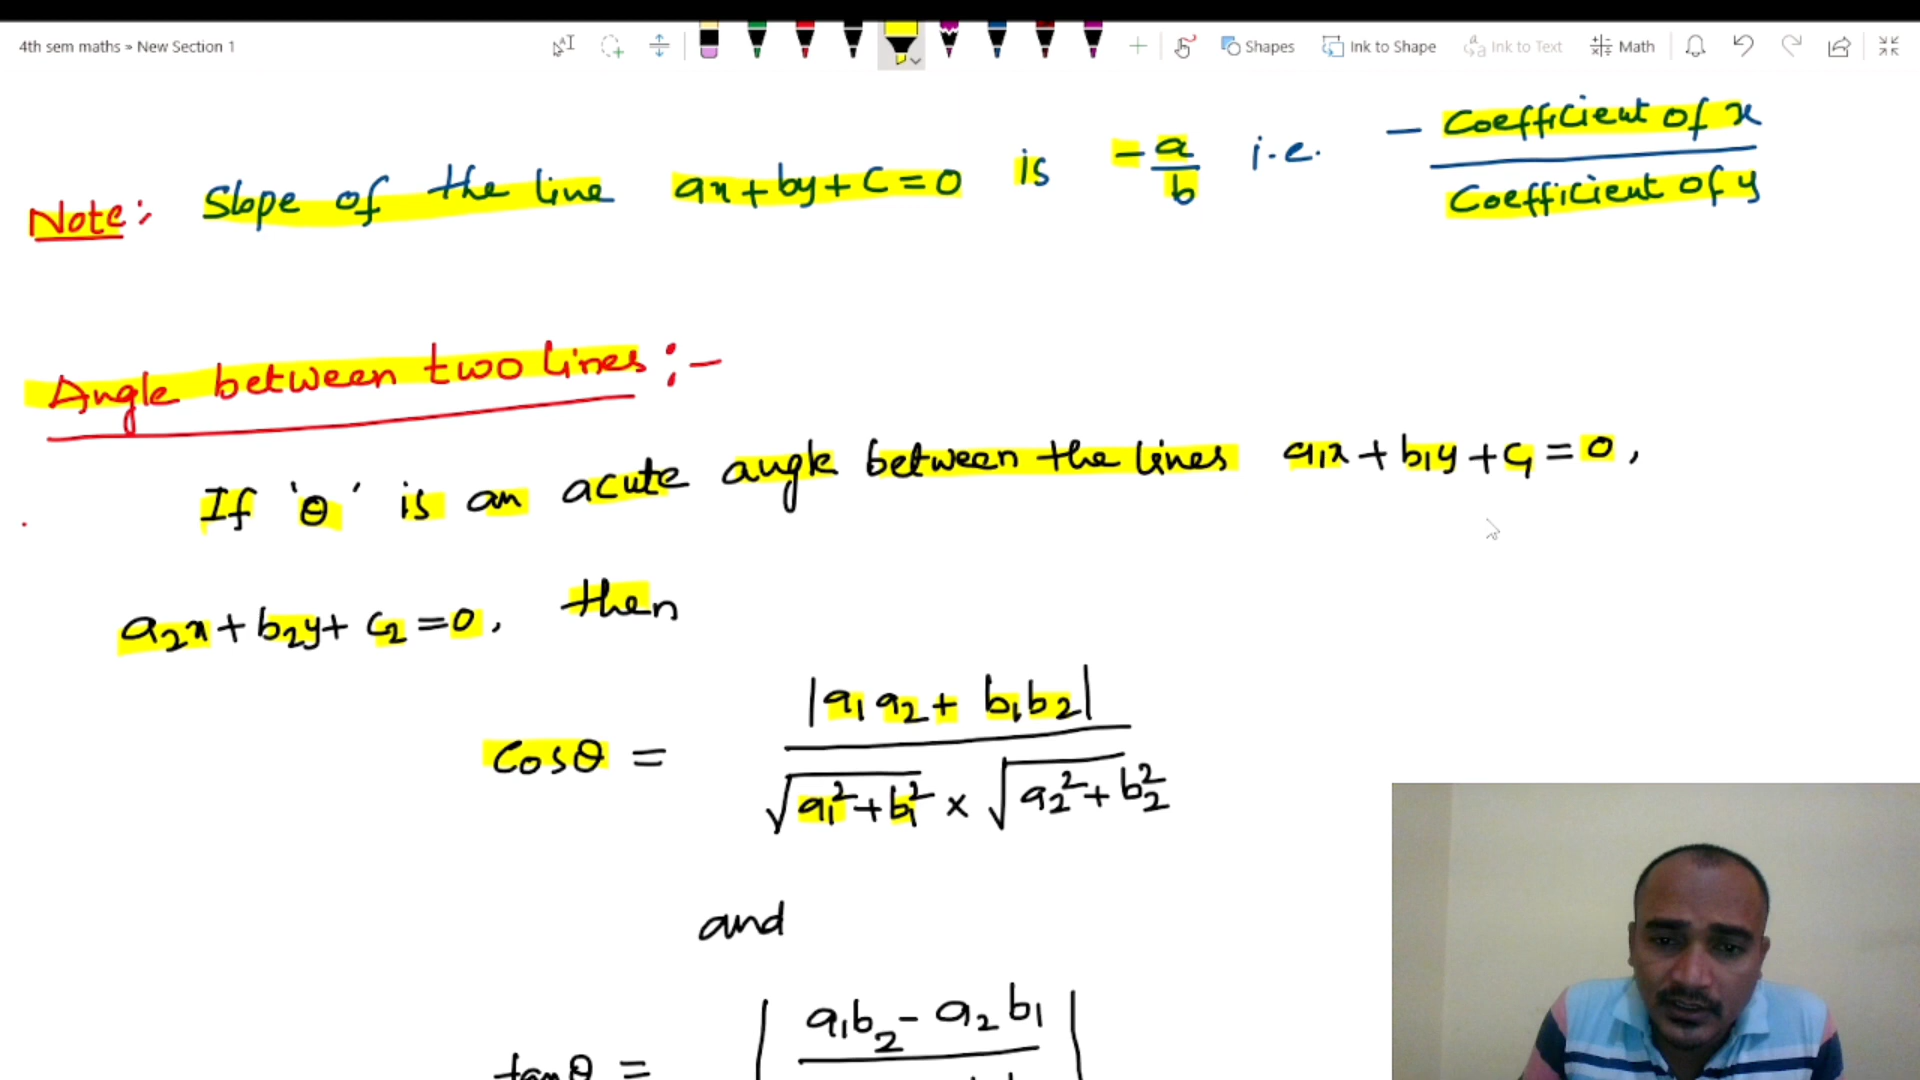 4th sem maths » New Section 1
Shapes Ink to Shape Ink to Text Math
Note: Slope of the line ax+by+c=0 is -a/b i.e. - Coefficient of x / Coefficient of y
Angle between two lines :-
If 'θ' is an acute angle between the lines a₁x+b₁y+c₁=0,
a₂x+b₂y+c₂=0, then
Cosθ = |a₁a₂+b₁b₂| / √a₁²+b₁² × √a₂²+b₂²
and
tanθ = | a₁b₂-a₂b₁ |